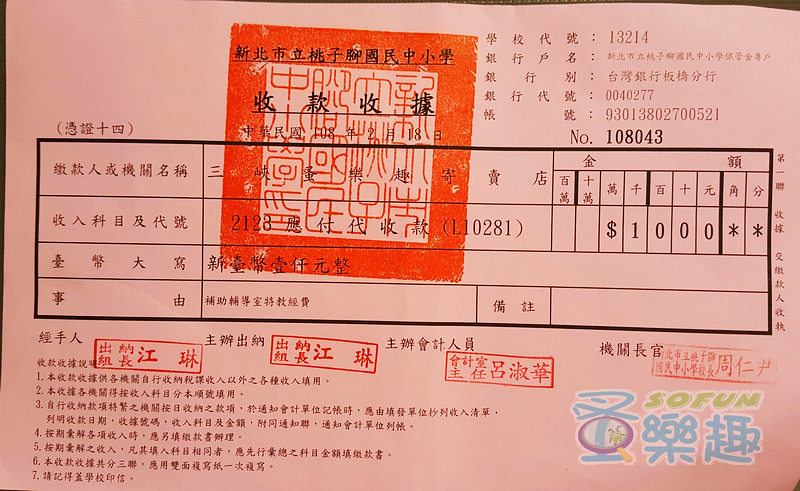 新北市立桃子腳國民中小學
收款收據
中華民國 108 年 2 月 18 日
(憑證十四)
學校代號：13214
銀行戶名：新北市立桃子腳國民中小學保管金專戶
銀行別：台灣銀行板橋分行
銀行代號：0040277
帳號：93013802700521
No. 108043
繳款人或機關名稱 三峽蚤樂趣寄賣店
金額
百萬 十萬 萬 千 百 十 元 角 分
收入科目及代號 2123 應付代收款(L10281)
$1000**
臺幣大寫 新臺幣壹仟元整
事由 補助輔導室特教經費 備註
第一聯 收據 交繳款人收執
經手人 出納組長 江琳
主辦出納 出納組長 江琳
主辦會計人員 會計室主任 呂淑華
機關長官 新北市立桃子腳國民中小學校長 周仁尹
收款收據說明
1.本收款收據供各機關自行收納稅課收入以外之各種收入填用。
2.本收據各機關得按收入科目分本順號填用。
3.自行收納款項特繁之機關按日收納之款項，於通知會計單位記帳時，應由填發單位抄列收入清單，
列明收款日期，收據號碼，收入科目及金額，附同通知聯，通知會計單位列帳。
4.按期彙解各項收入時，應另填繳款書辦理。
5.按期彙解之收入，凡其填入科目相同者，應先行彙總之科目金額填繳款書。
6.本收款收據共分三聯，應用雙面複寫紙一次複寫。
7.請記得蓋學校印信。
SOFUN
蚤樂趣